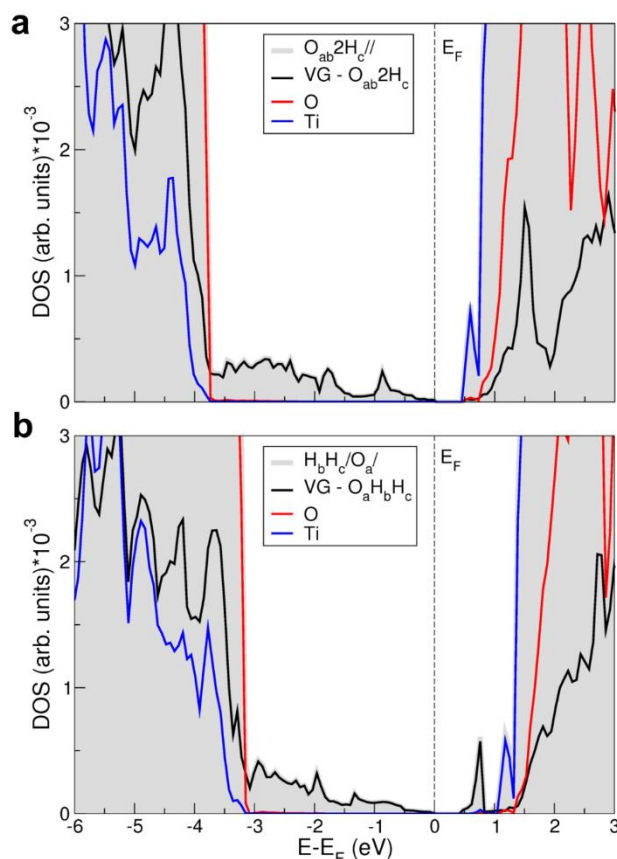 a
3
2
1
0
DOS (arb. units)*10⁻³
O_ab2H_c//
VG - O_ab2H_c
O
Ti
E_F
b
3
2
1
0
DOS (arb. units)*10⁻³
H_bH_c/O_a/
VG - O_aH_bH_c
O
Ti
E_F
-6 -5 -4 -3 -2 -1 0 1 2 3
E-E_F (eV)